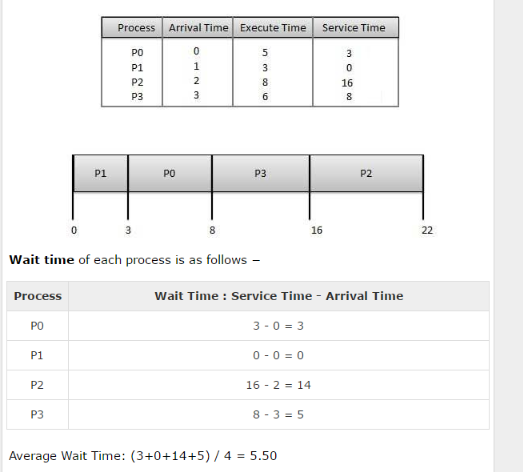 Process Arrival Time Execute Time Service Time
P0 0 5 3
P1 1 3 0
P2 2 8 16
P3 3 6 8
P1 P0 P3 P2
0 3 8 16 22
Wait time of each process is as follows –
Process Wait Time : Service Time - Arrival Time
P0 3 - 0 = 3
P1 0 - 0 = 0
P2 16 - 2 = 14
P3 8 - 3 = 5
Average Wait Time: (3+0+14+5) / 4 = 5.50